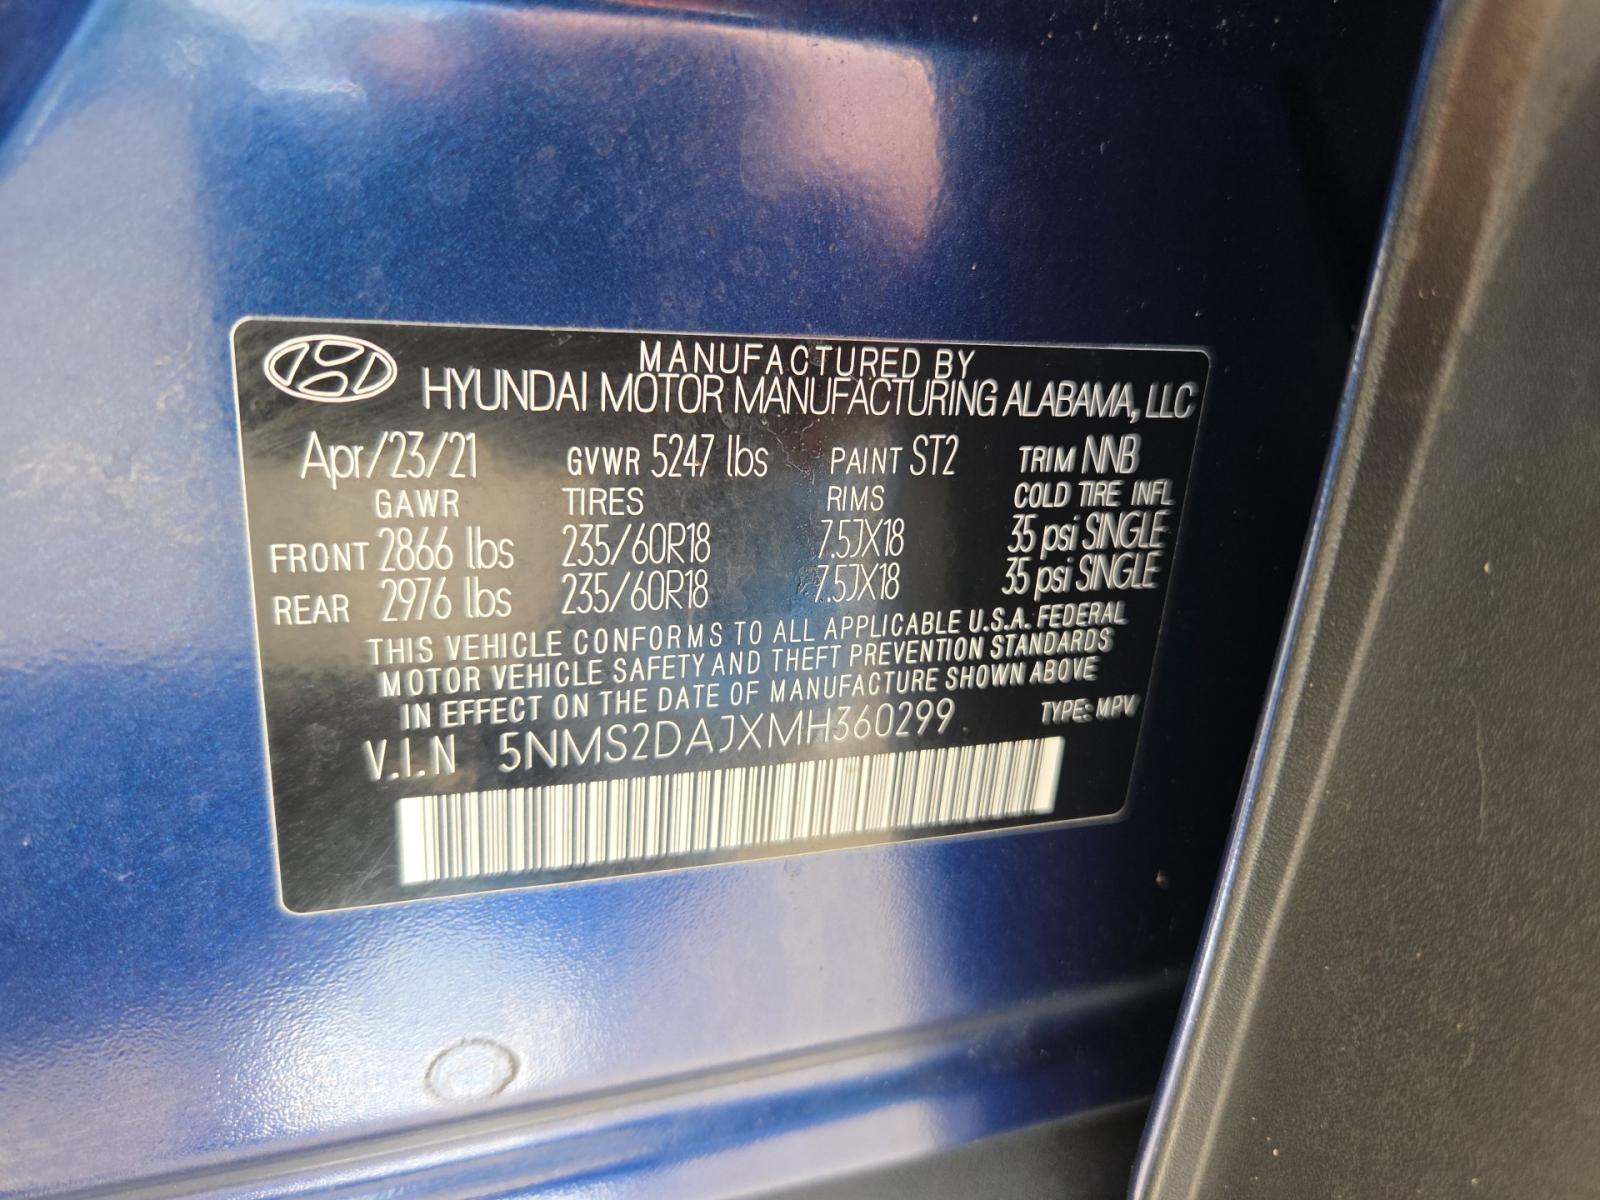 MANUFACTURED BY
HYUNDAI MOTOR MANUFACTURING ALABAMA, LLC
Apr/23/21 GVWR 5247 lbs PAINT ST2 TRIM NNB
GAWR TIRES RIMS COLD TIRE INFL
FRONT 2866 lbs 235/60R18 7.5JX18 35 psi SINGLE
REAR 2976 lbs 235/60R18 7.5JX18 35 psi SINGLE
THIS VEHICLE CONFORMS TO ALL APPLICABLE U.S.A. FEDERAL
MOTOR VEHICLE SAFETY AND THEFT PREVENTION STANDARDS
IN EFFECT ON THE DATE OF MANUFACTURE SHOWN ABOVE
V.I.N 5NMS2DAJXMH360299 TYPE: MPV